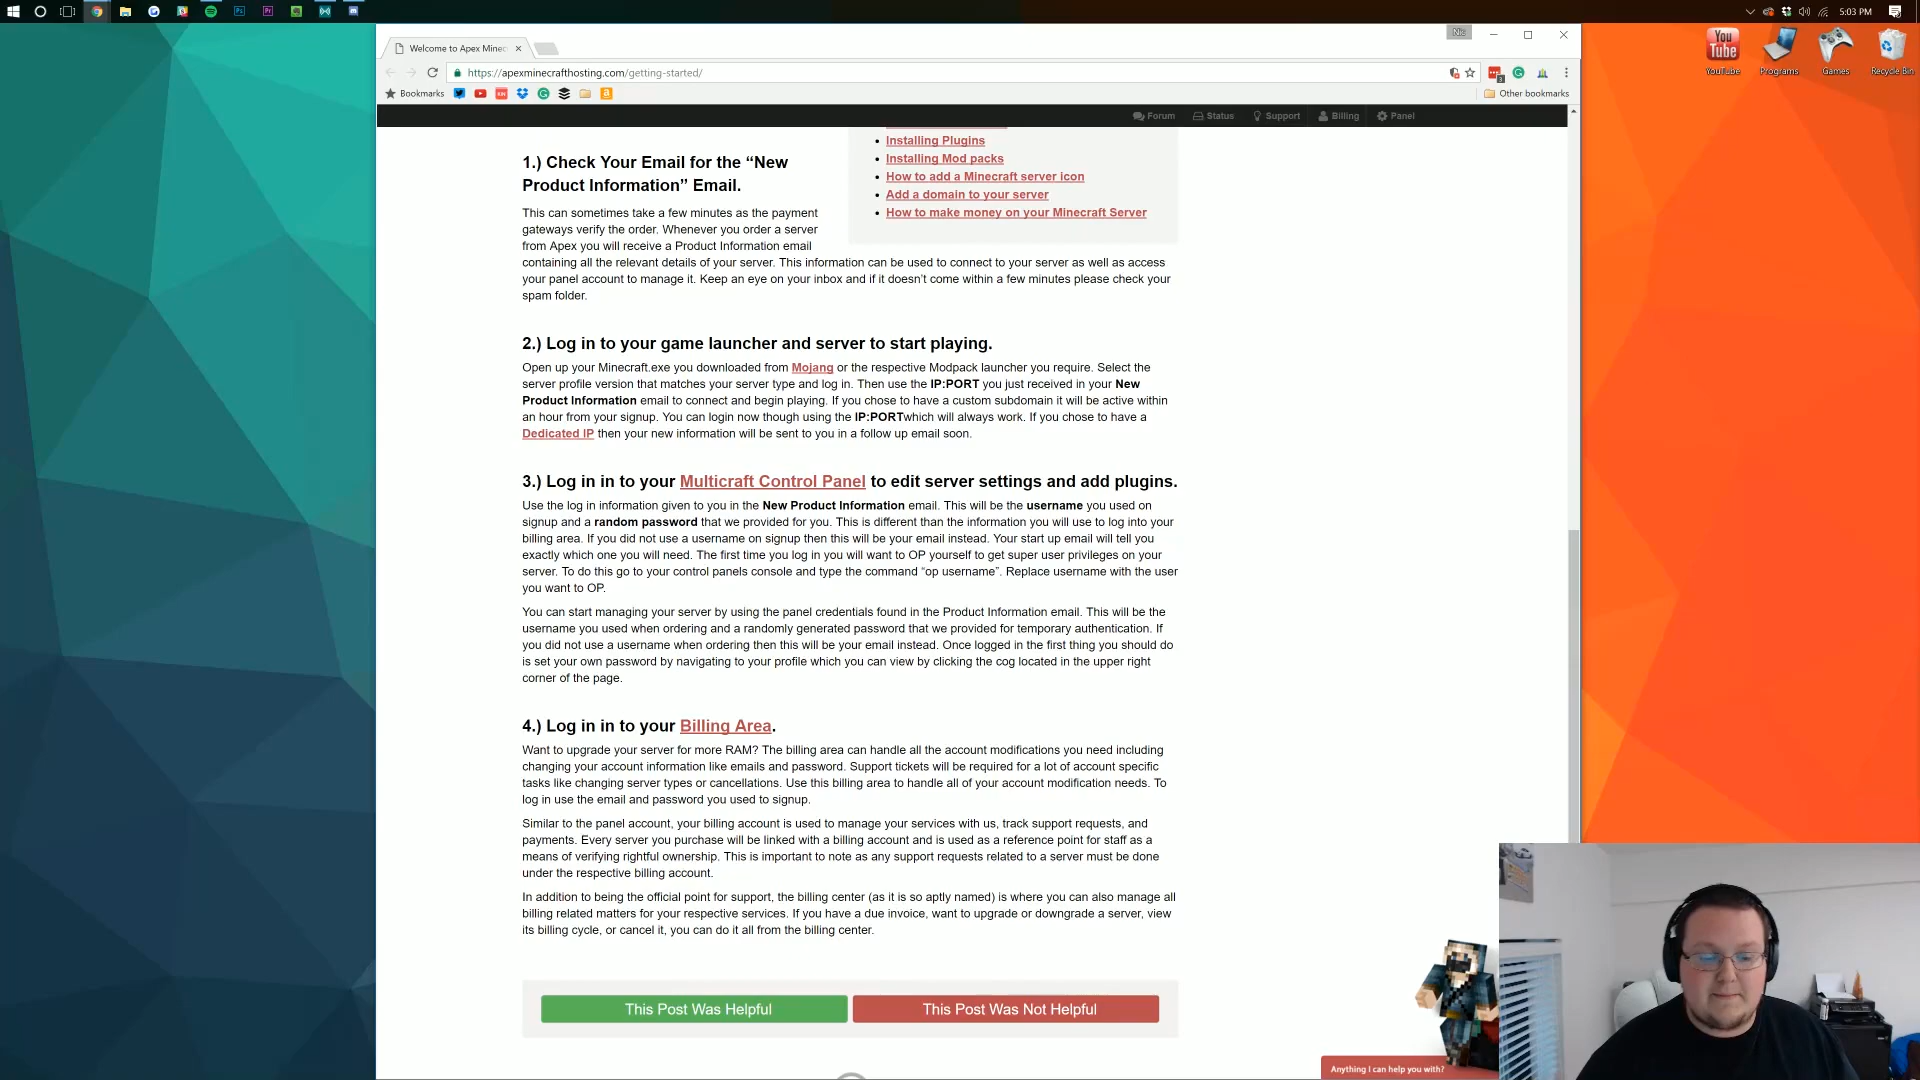 5:03 PM
Nic
Welcome to Apex Minec
https://apexminecrafthosting.com/getting-started/
Bookmarks
Other bookmarks
YouTube
Programs
Games
Recycle Bin
Forum
Status
Support
Billing
Panel
Installing Plugins
Installing Mod packs
How to add a Minecraft server icon
Add a domain to your server
How to make money on your Minecraft Server
1.) Check Your Email for the “New
Product Information” Email.
This can sometimes take a few minutes as the payment
gateways verify the order. Whenever you order a server
from Apex you will receive a Product Information email
containing all the relevant details of your server. This information can be used to connect to your server as well as access
your panel account to manage it. Keep an eye on your inbox and if it doesn’t come within a few minutes please check your
spam folder.
2.) Log in to your game launcher and server to start playing.
Open up your Minecraft.exe you downloaded from Mojang or the respective Modpack launcher you require. Select the
server profile version that matches your server type and log in. Then use the IP:PORT you just received in your New
Product Information email to connect and begin playing. If you chose to have a custom subdomain it will be active within
an hour from your signup. You can login now though using the IP:PORTwhich will always work. If you chose to have a
Dedicated IP then your new information will be sent to you in a follow up email soon.
3.) Log in in to your Multicraft Control Panel to edit server settings and add plugins.
Use the log in information given to you in the New Product Information email. This will be the username you used on
signup and a random password that we provided for you. This is different than the information you will use to log into your
billing area. If you did not use a username on signup then this will be your email instead. Your start up email will tell you
exactly which one you will need. The first time you log in you will want to OP yourself to get super user privileges on your
server. To do this go to your control panels console and type the command “op username”. Replace username with the user
you want to OP.
You can start managing your server by using the panel credentials found in the Product Information email. This will be the
username you used when ordering and a randomly generated password that we provided for temporary authentication. If
you did not use a username when ordering then this will be your email instead. Once logged in the first thing you should do
is set your own password by navigating to your profile which you can view by clicking the cog located in the upper right
corner of the page.
4.) Log in in to your Billing Area.
Want to upgrade your server for more RAM? The billing area can handle all the account modifications you need including
changing your account information like emails and password. Support tickets will be required for a lot of account specific
tasks like changing server types or cancellations. Use this billing area to handle all of your account modification needs. To
log in use the email and password you used to signup.
Similar to the panel account, your billing account is used to manage your services with us, track support requests, and
payments. Every server you purchase will be linked with a billing account and is used as a reference point for staff as a
means of verifying rightful ownership. This is important to note as any support requests related to a server must be done
under the respective billing account.
In addition to being the official point for support, the billing center (as it is so aptly named) is where you can also manage all
billing related matters for your respective services. If you have a due invoice, want to upgrade or downgrade a server, view
its billing cycle, or cancel it, you can do it all from the billing center.
This Post Was Helpful
This Post Was Not Helpful
Anything I can help you with?